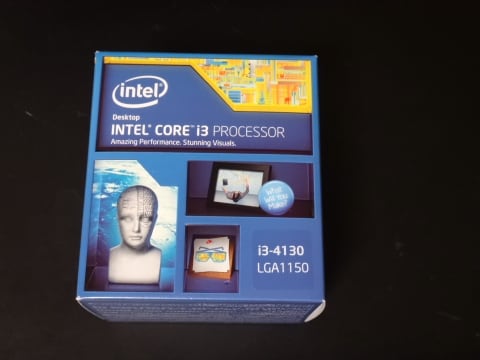 intel
Desktop
INTEL® CORE™ i3 PROCESSOR
Amazing Performance. Stunning Visuals.
What
Will You
Make?
i3-4130
LGA1150